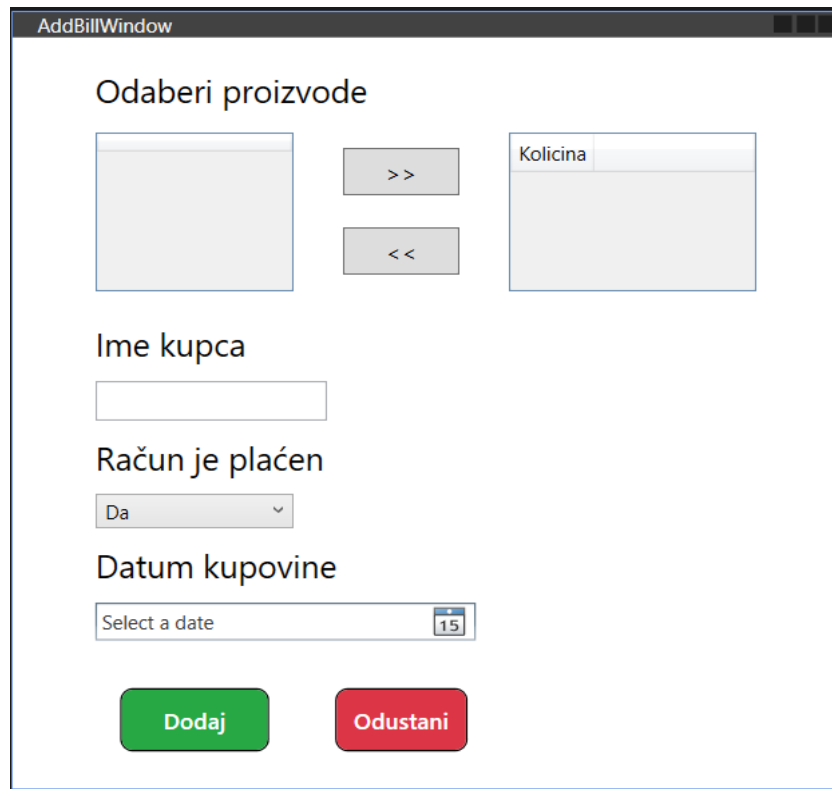 AddBillWindow
Odaberi proizvode
>>
Kolicina
<<
Ime kupca
Račun je plaćen
Da
Datum kupovine
Select a date
15
Dodaj
Odustani